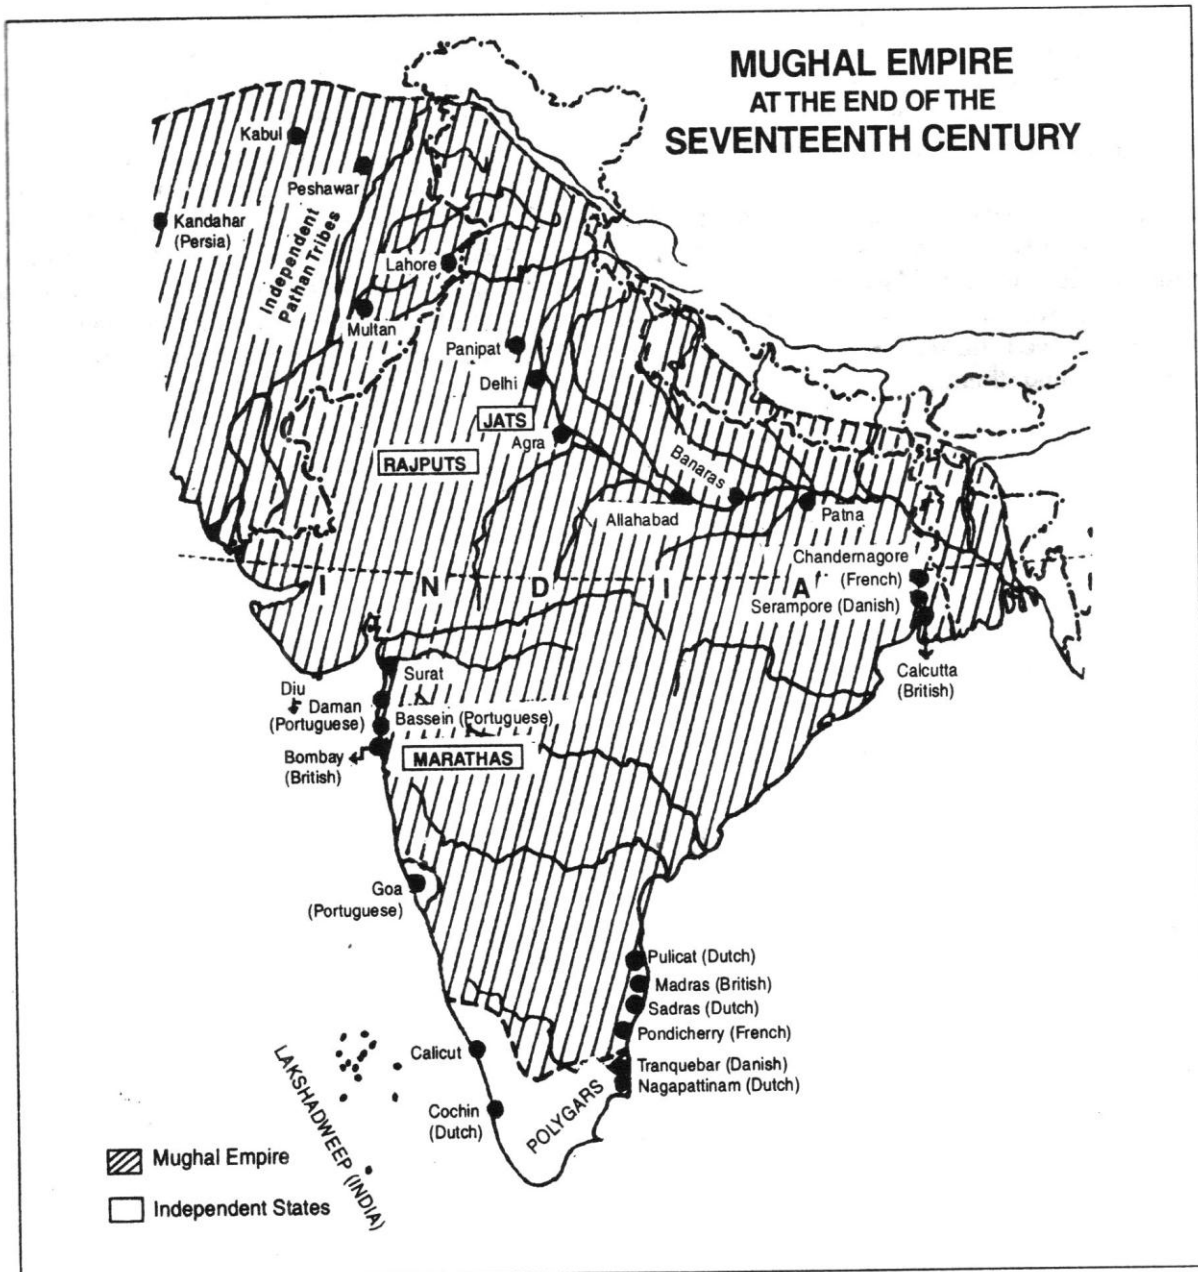 MUGHAL EMPIRE
AT THE END OF THE
SEVENTEENTH CENTURY
Kabul
Peshawar
Kandahar
(Persia)
Independent
Pathan Tribes
Lahore
Multan
Panipat
Delhi
JATS
Agra
RAJPUTS
Banaras
Allahabad
Patna
Chandernagore
(French)
I N D I A
Serampore (Danish)
Calcutta
(British)
Surat
Diu
Daman
(Portuguese)
Bassein (Portuguese)
Bombay
(British)
MARATHAS
Goa
(Portuguese)
Pulicat (Dutch)
Madras (British)
Sadras (Dutch)
Pondicherry (French)
Calicut
Tranquebar (Danish)
Nagapattinam (Dutch)
Cochin
(Dutch)
POLYGARS
LAKSHADWEEP (INDIA)
Mughal Empire
Independent States